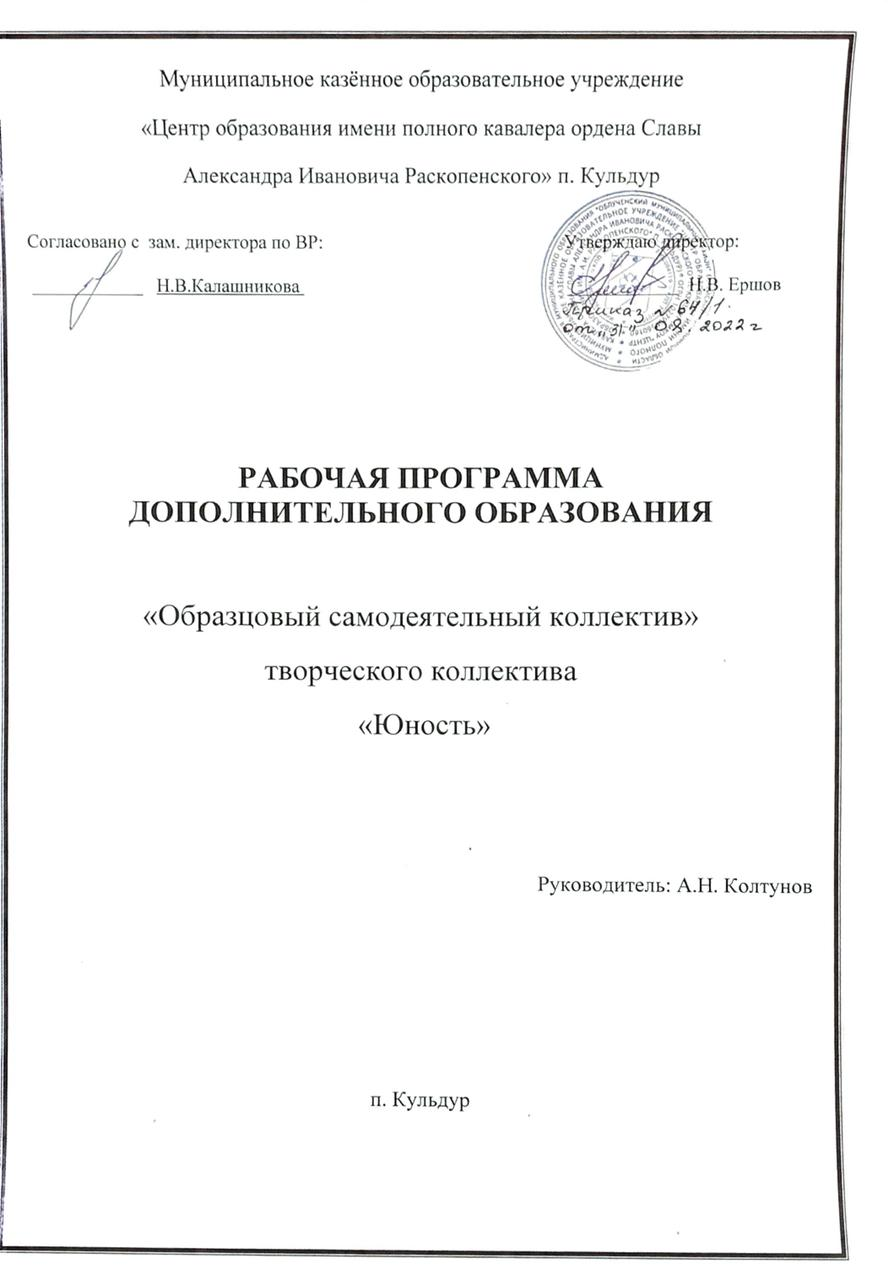 Муниципальное казённое образовательное учреждение
«Центр образования имени полного кавалера ордена Славы
Александра Ивановича Раскопенского» п. Кульдур
Согласовано с зам. директора по ВР:
Н.В.Калашникова
Утверждаю директор:
Н.В. Ершов
Приказ № 64/1
от „31" 08. 2022 г
РАБОЧАЯ ПРОГРАММА
ДОПОЛНИТЕЛЬНОГО ОБРАЗОВАНИЯ
«Образцовый самодеятельный коллектив»
творческого коллектива
«Юность»
Руководитель: А.Н. Колтунов
п. Кульдур